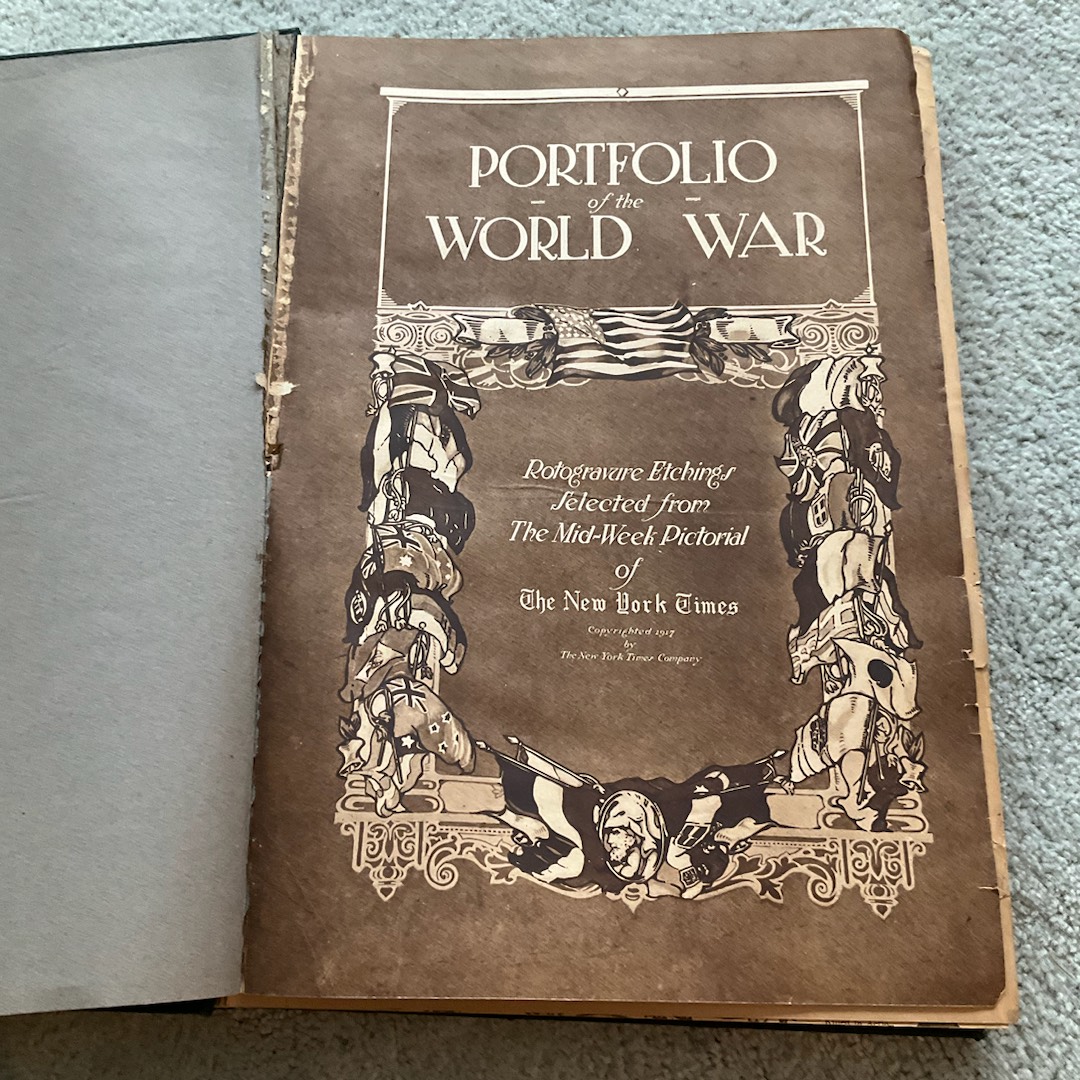 PORTFOLIO
of the
WORLD WAR
Rotogravure Etchings
Selected from
The Mid-Week Pictorial
of
The New York Times
Copyrighted 1917
by
The New York Times Company